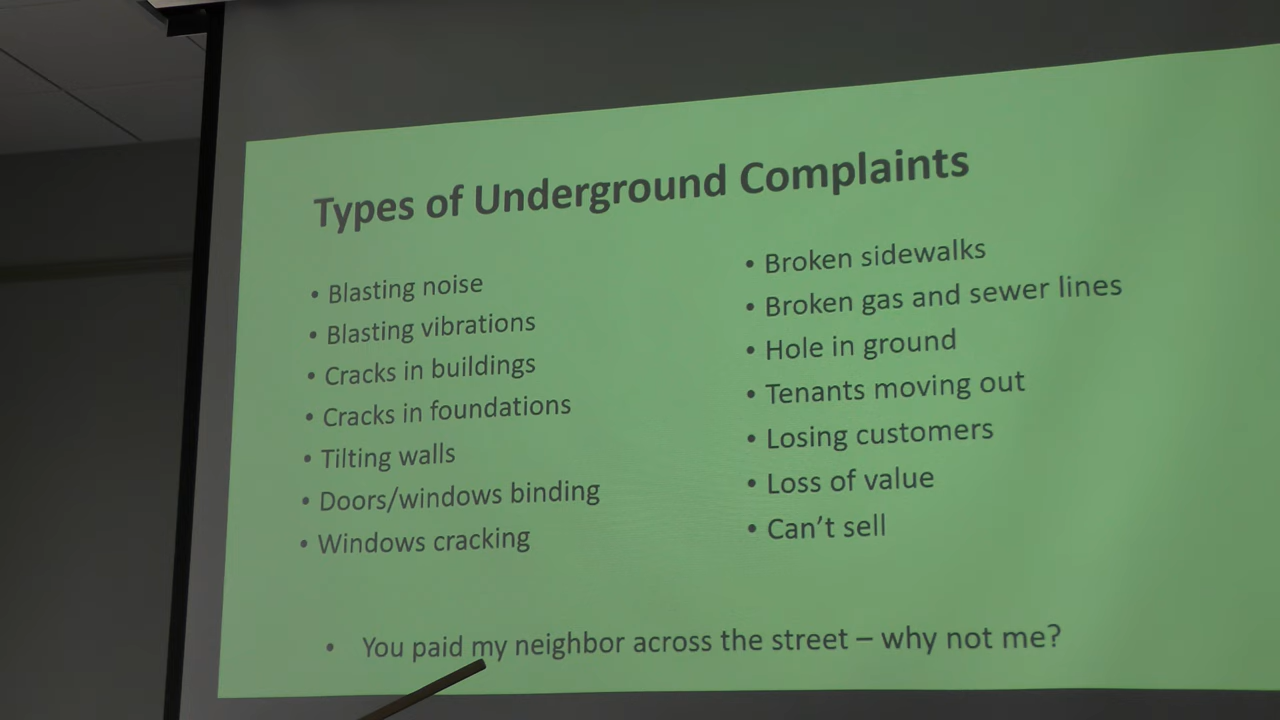 Types of Underground Complaints
• Blasting noise
• Blasting vibrations
• Cracks in buildings
• Cracks in foundations
• Tilting walls
• Doors/windows binding
• Windows cracking
• Broken sidewalks
• Broken gas and sewer lines
• Hole in ground
• Tenants moving out
• Losing customers
• Loss of value
• Can't sell
• You paid my neighbor across the street – why not me?